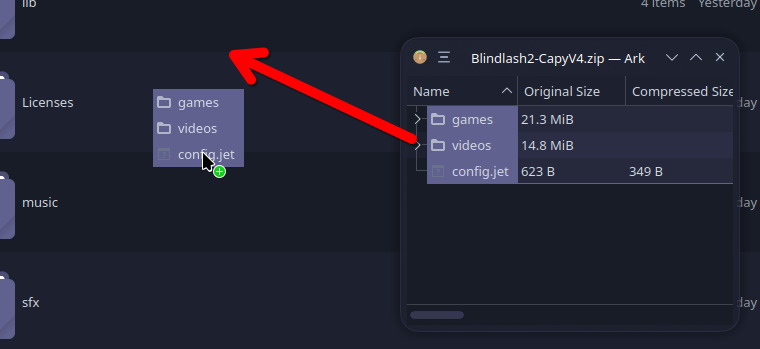 lib
4 items Yesterday
Blindlash2-CapyV4.zip — Ark
Name Original Size Compressed Size
Licenses
day
games
videos
config.jet
games 21.3 MiB
videos 14.8 MiB
config.jet 623 B 349 B
music
day
sfx
day